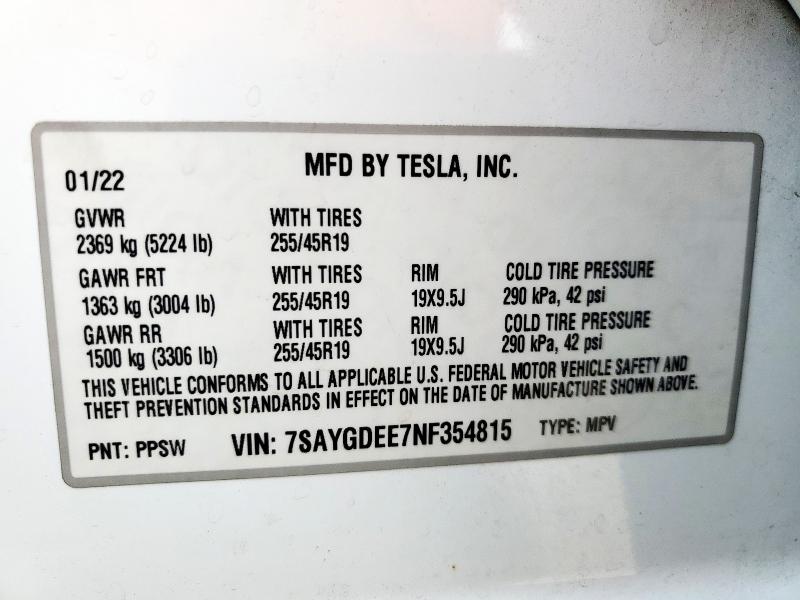 MFD BY TESLA, INC.
01/22
GVWR WITH TIRES
2369 kg (5224 lb) 255/45R19
GAWR FRT WITH TIRES RIM COLD TIRE PRESSURE
1363 kg (3004 lb) 255/45R19 19X9.5J 290 kPa, 42 psi
GAWR RR WITH TIRES RIM COLD TIRE PRESSURE
1500 kg (3306 lb) 255/45R19 19X9.5J 290 kPa, 42 psi
THIS VEHICLE CONFORMS TO ALL APPLICABLE U.S. FEDERAL MOTOR VEHICLE SAFETY AND
THEFT PREVENTION STANDARDS IN EFFECT ON THE DATE OF MANUFACTURE SHOWN ABOVE.
PNT: PPSW VIN: 7SAYGDEE7NF354815 TYPE: MPV